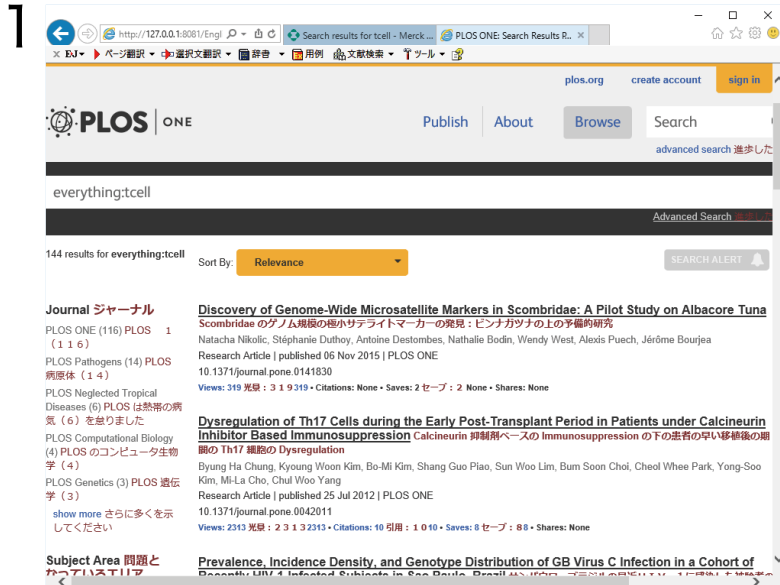 1
http://127.0.0.1:8081/Engl
Search results for tcell - Merck ...
PLOS ONE: Search Results R...
× EJ ページ翻訳 選択文翻訳 辞書 用例 文献検索 ツール
plos.org create account sign in
PLOS ONE
Publish About Browse Search
advanced search 進歩した
everything:tcell
Advanced Search
144 results for everything:tcell
Sort By: Relevance
SEARCH ALERT
Journal ジャーナル
PLOS ONE (116) PLOS 1
(116)
PLOS Pathogens (14) PLOS
病原体(14)
PLOS Neglected Tropical
Diseases (6) PLOS は熱帯の病
気(6)を怠りました
PLOS Computational Biology
(4) PLOS のコンピュータ生物
学(4)
PLOS Genetics (3) PLOS 遺伝
学(3)
show more さらに多くを示
してください
Subject Area 問題と
なっているエリア
Discovery of Genome-Wide Microsatellite Markers in Scombridae: A Pilot Study on Albacore Tuna
Scombridae のゲノム規模の極小サテライトマーカーの発見:ビンナガツナの上の予備的研究
Natacha Nikolic, Stéphanie Duthoy, Antoine Destombes, Nathalie Bodin, Wendy West, Alexis Puech, Jérôme Bourjea
Research Article | published 06 Nov 2015 | PLOS ONE
10.1371/journal.pone.0141830
Views: 319 光景:319319 • Citations: None • Saves: 2 セーブ:2 None • Shares: None
Dysregulation of Th17 Cells during the Early Post-Transplant Period in Patients under Calcineurin
Inhibitor Based Immunosuppression Calcineurin 抑制剤ベースの Immunosuppression の下の患者の早い移植後の期
間の Th17 細胞の Dysregulation
Byung Ha Chung, Kyoung Woon Kim, Bo-Mi Kim, Shang Guo Piao, Sun Woo Lim, Bum Soon Choi, Cheol Whee Park, Yong-Soo
Kim, Mi-La Cho, Chul Woo Yang
Research Article | published 25 Jul 2012 | PLOS ONE
10.1371/journal.pone.0042011
Views: 2313 光景:23132313 • Citations: 10 引用:1010 • Saves: 8 セーブ:88 • Shares: None
Prevalence, Incidence, Density, and Genotype Distribution of GB Virus C Infection in a Cohort of
Recently HIV-1-Infected Subjects in Sao Paulo, Brazil